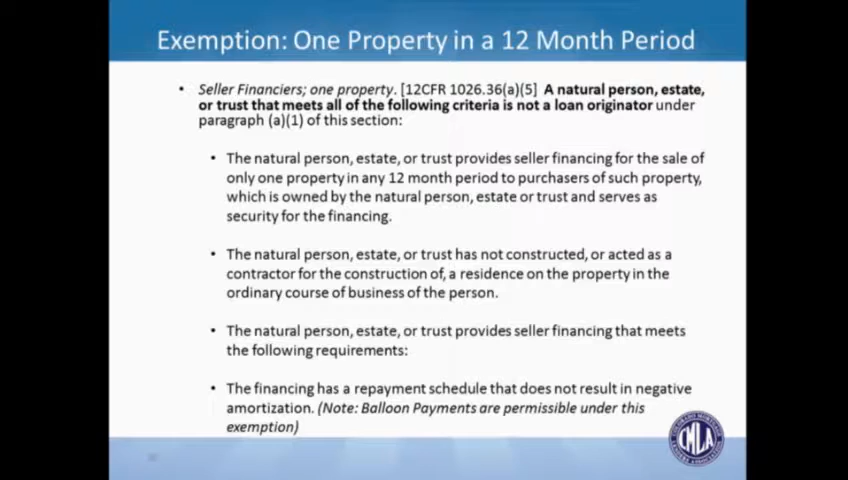 Exemption: One Property in a 12 Month Period
• Seller Financiers; one property. [12CFR 1026.36(a)(5] A natural person, estate,
or trust that meets all of the following criteria is not a loan originator under
paragraph (a)(1) of this section:
• The natural person, estate, or trust provides seller financing for the sale of
only one property in any 12 month period to purchasers of such property,
which is owned by the natural person, estate or trust and serves as
security for the financing.
• The natural person, estate, or trust has not constructed, or acted as a
contractor for the construction of, a residence on the property in the
ordinary course of business of the person.
• The natural person, estate, or trust provides seller financing that meets
the following requirements:
• The financing has a repayment schedule that does not result in negative
amortization. (Note: Balloon Payments are permissible under this
exemption)
COLORADO MORTGAGE
CMLA
LENDERS ASSOCIATION